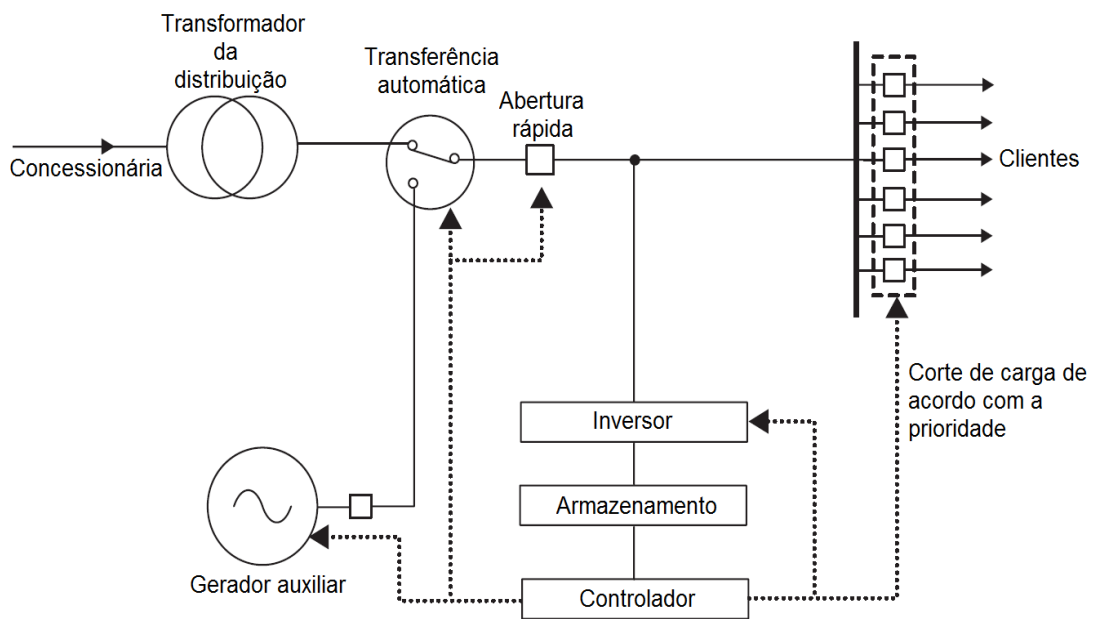 Transformador
da
distribuição
Transferência
automática
Abertura
rápida
Concessionária
Clientes
Corte de carga de
acordo com a
prioridade
Inversor
Armazenamento
Gerador auxiliar
Controlador